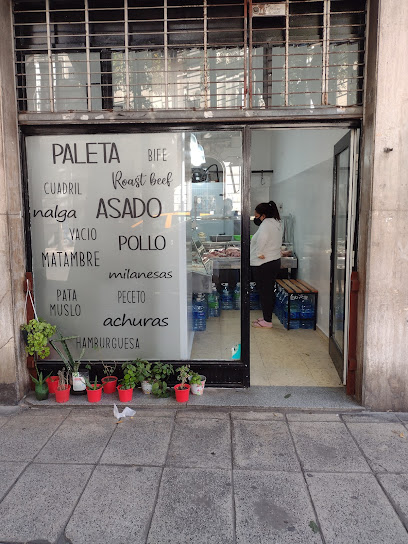 PALETA
BIFE
CUADRIL
Roast beef
nalga
ASADO
VACIO
POLLO
MATAMBRE
milanesas
PATA
MUSLO
PECETO
achuras
HAMBURGUESA